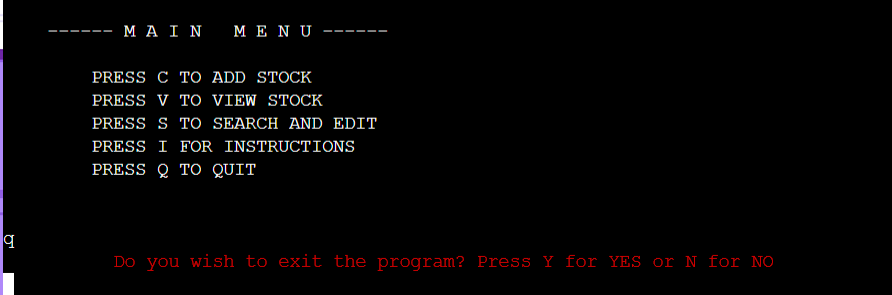 ------ M A I N   M E N U ------
PRESS C TO ADD STOCK
PRESS V TO VIEW STOCK
PRESS S TO SEARCH AND EDIT
PRESS I FOR INSTRUCTIONS
PRESS Q TO QUIT
q
Do you wish to exit the program? Press Y for YES or N for NO